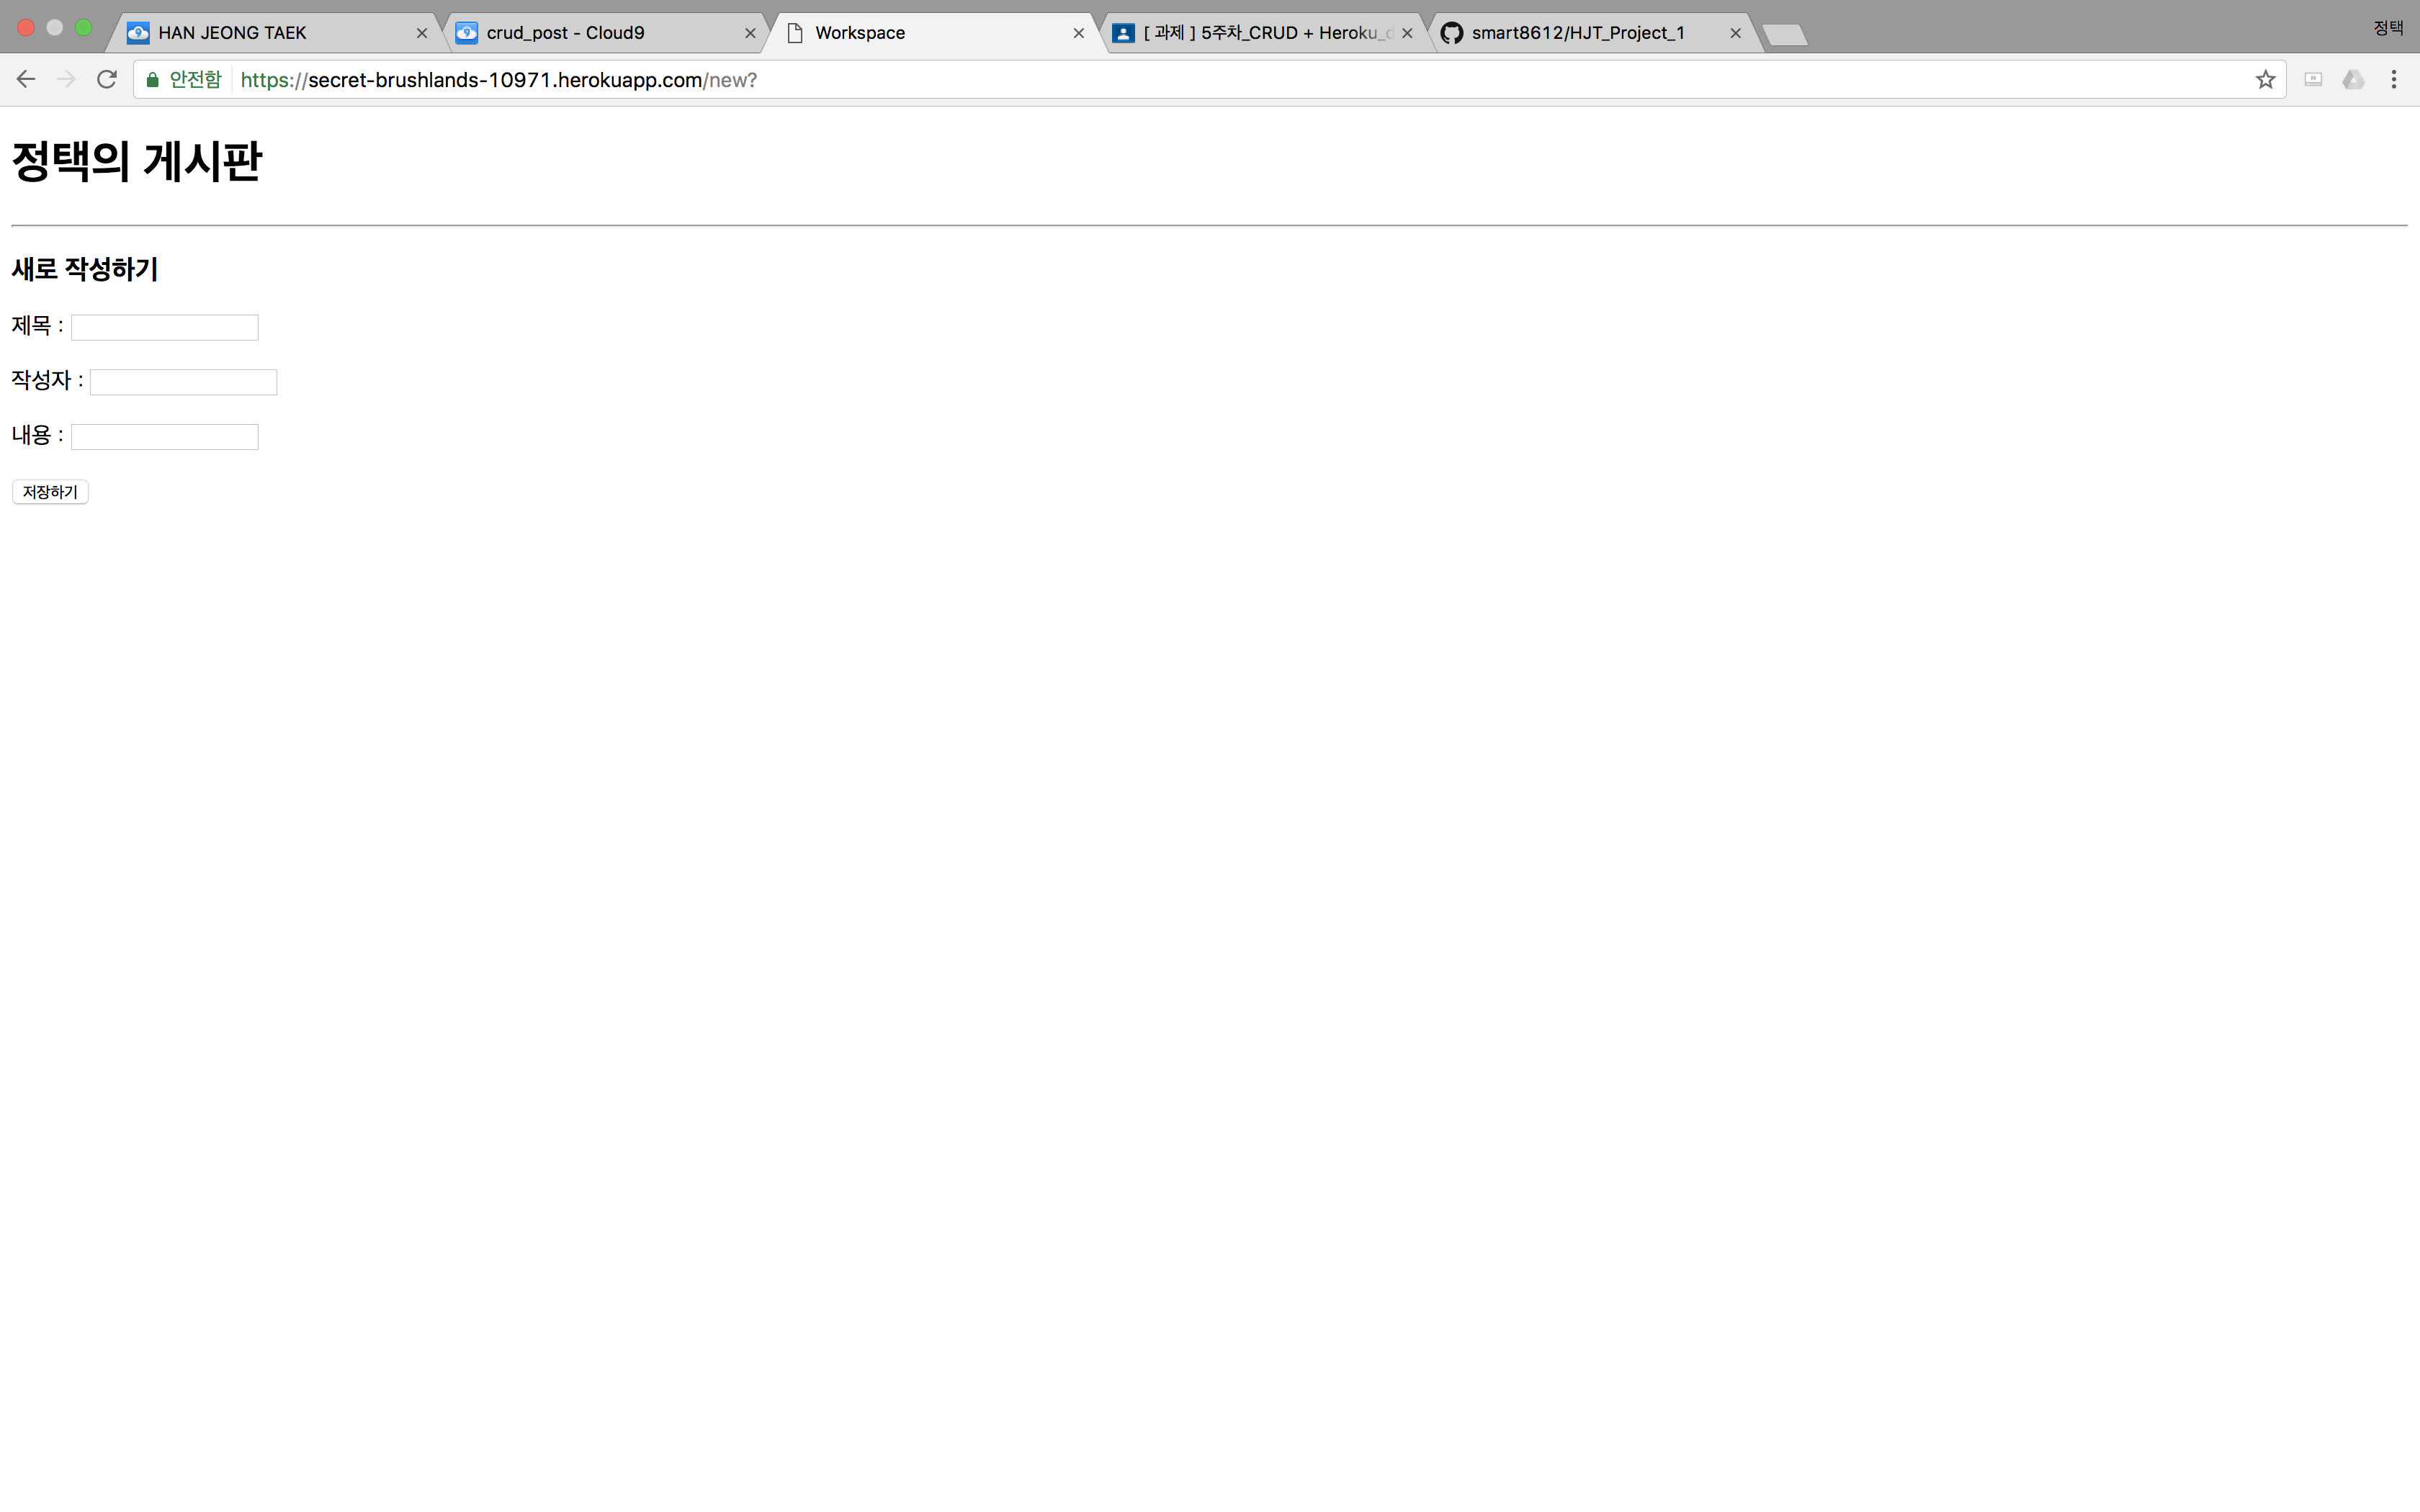 HAN JEONG TAEK
crud_post - Cloud9
Workspace
[ 과제 ] 5주차_CRUD + Heroku_d
smart8612/HJT_Project_1
정택
안전함 https://secret-brushlands-10971.herokuapp.com/new?
정택의 게시판
새로 작성하기
제목 :
작성자 :
내용 :
저장하기